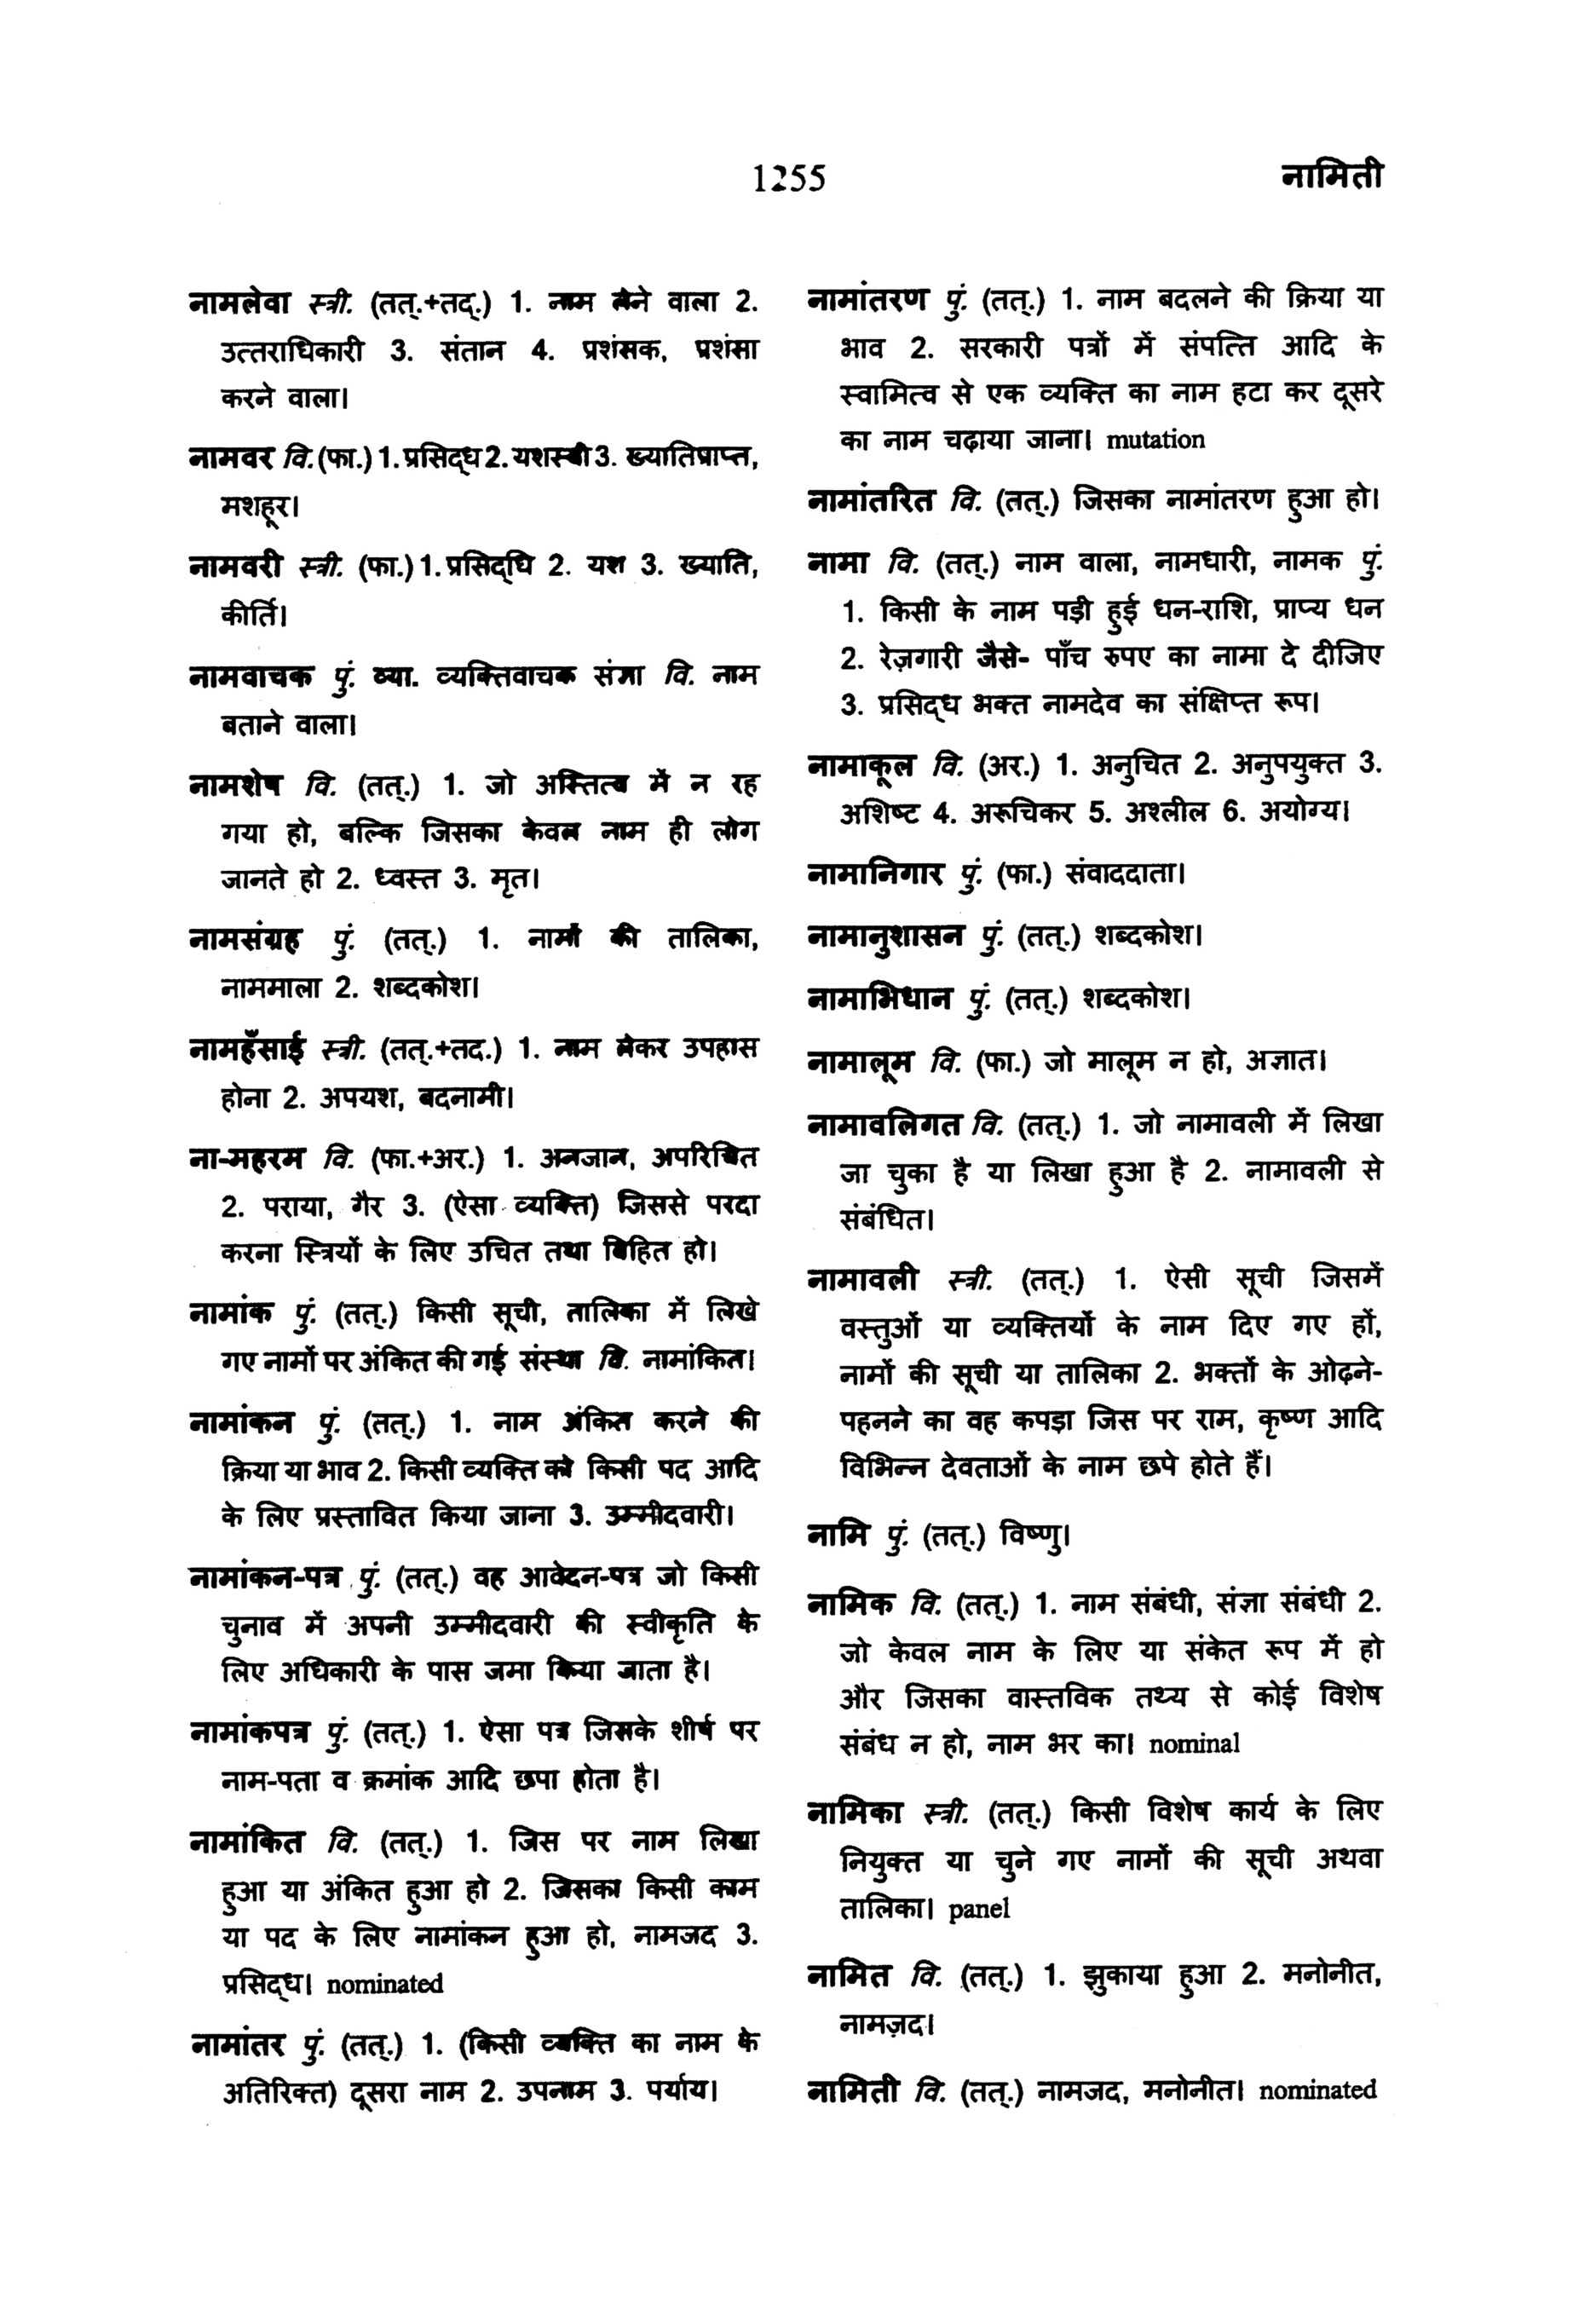 1255
नामिती
नामलेवा स्त्री. (तत्.+तद्.) 1. नाम लेने वाला 2.
उत्तराधिकारी 3. संतान 4. प्रशंसक, प्रशंसा
करने वाला।
नामवर वि. (फा.) 1. प्रसिद्ध 2. यशस्वी 3. ख्यातिप्राप्त,
मशहूर।
नामवरी स्त्री. (फा.) 1. प्रसिद्धि 2. यश 3. ख्याति,
कीर्ति।
नामवाचक पुं. व्या. व्यक्तिवाचक संज्ञा वि. नाम
बताने वाला।
नामशेष वि. (तत्.) 1. जो अस्तित्व में न रह
गया हो, बल्कि जिसका केवल नाम ही लोग
जानते हो 2. ध्वस्त 3. मृत।
नामसंग्रह पुं. (तत्.) 1. नामों की तालिका,
नाममाला 2. शब्दकोश।
नामहँसाई स्त्री. (तत्.+तद.) 1. नाम लेकर उपहास
होना 2. अपयश, बदनामी।
ना-महरम वि. (फा.+अर.) 1. अनजान, अपरिचित
2. पराया, गैर 3. (ऐसा व्यक्ति) जिससे परदा
करना स्त्रियों के लिए उचित तथा विहित हो।
नामांक पुं. (तत्.) किसी सूची, तालिका में लिखे
गए नामों पर अंकित की गई संस्था वि. नामांकित।
नामांकन पुं. (तत्.) 1. नाम अंकित करने की
क्रिया या भाव 2. किसी व्यक्ति को किसी पद आदि
के लिए प्रस्तावित किया जाना 3. उम्मीदवारी।
नामांकन-पत्र पुं. (तत्.) वह आवेदन-पत्र जो किसी
चुनाव में अपनी उम्मीदवारी की स्वीकृति के
लिए अधिकारी के पास जमा किया जाता है।
नामांकपत्र पुं. (तत्.) 1. ऐसा पत्र जिसके शीर्ष पर
नाम-पता व क्रमांक आदि छपा होता है।
नामांकित वि. (तत्.) 1. जिस पर नाम लिखा
हुआ या अंकित हुआ हो 2. जिसका किसी काम
या पद के लिए नामांकन हुआ हो, नामजद 3.
प्रसिद्ध। nominated
नामांतर पुं. (तत्.) 1. (किसी व्यक्ति का नाम के
अतिरिक्त) दूसरा नाम 2. उपनाम 3. पर्याय।
नामांतरण पुं. (तत्.) 1. नाम बदलने की क्रिया या
भाव 2. सरकारी पत्रों में संपत्ति आदि के
स्वामित्व से एक व्यक्ति का नाम हटा कर दूसरे
का नाम चढ़ाया जाना। mutation
नामांतरित वि. (तत्.) जिसका नामांतरण हुआ हो।
नामा वि. (तत्.) नाम वाला, नामधारी, नामक पुं.
1. किसी के नाम पड़ी हुई धन-राशि, प्राप्य धन
2. रेज़गारी जैसे- पाँच रुपए का नामा दे दीजिए
3. प्रसिद्ध भक्त नामदेव का संक्षिप्त रूप।
नामाकूल वि. (अर.) 1. अनुचित 2. अनुपयुक्त 3.
अशिष्ट 4. अरूचिकर 5. अश्लील 6. अयोग्य।
नामानिगार पुं. (फा.) संवाददाता।
नामानुशासन पुं. (तत्.) शब्दकोश।
नामाभिधान पुं. (तत्.) शब्दकोश।
नामालूम वि. (फा.) जो मालूम न हो, अज्ञात।
नामावलिगत वि. (तत्.) 1. जो नामावली में लिखा
जा चुका है या लिखा हुआ है 2. नामावली से
संबंधित।
नामावली स्त्री. (तत्.) 1. ऐसी सूची जिसमें
वस्तुओं या व्यक्तियों के नाम दिए गए हों,
नामों की सूची या तालिका 2. भक्तों के ओढ़ने-
पहनने का वह कपड़ा जिस पर राम, कृष्ण आदि
विभिन्न देवताओं के नाम छपे होते हैं।
नामि पुं. (तत्.) विष्णु।
नामिक वि. (तत्.) 1. नाम संबंधी, संज्ञा संबंधी 2.
जो केवल नाम के लिए या संकेत रूप में हो
और जिसका वास्तविक तथ्य से कोई विशेष
संबंध न हो, नाम भर का। nominal
नामिका स्त्री. (तत्.) किसी विशेष कार्य के लिए
नियुक्त या चुने गए नामों की सूची अथवा
तालिका। panel
नामित वि. (तत्.) 1. झुकाया हुआ 2. मनोनीत,
नामज़द।
नामिती वि. (तत्.) नामजद, मनोनीत। nominated